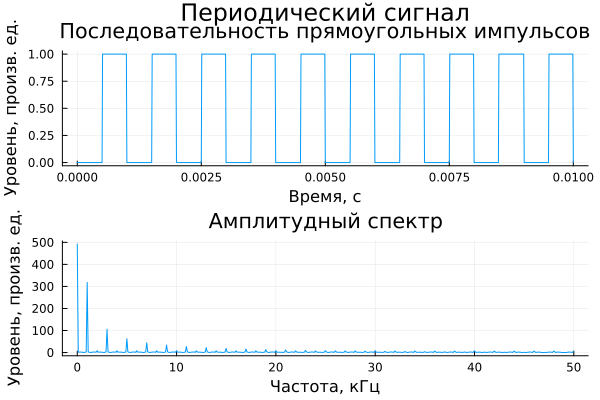 Периодический сигнал
Последовательность прямоугольных импульсов
Уровень, произв. ед.
1.00
0.75
0.50
0.25
0.00
0.0000 0.0025 0.0050 0.0075 0.0100
Время, с
Амплитудный спектр
Уровень, произв. ед.
500
400
300
200
100
0
0 10 20 30 40 50
Частота, кГц